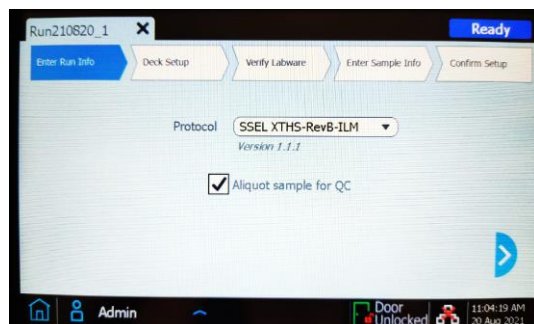 Run210820_1
Ready
Enter Run Info
Deck Setup
Verify Labware
Enter Sample Info
Confirm Setup
Protocol SSEL XTHS-RevB-ILM
Version 1.1.1
Aliquot sample for QC
Admin
Door
Unlocked
11:04:19 AM
20 Aug 2021